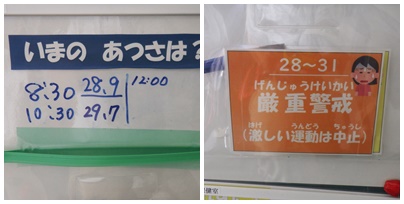 いまの あつさは?
8:30 28.9 12:00
10:30 29.7
28~31
げんじゅうけいかい
厳重警戒
はげ うんどう ちゅうし
(激しい運動は中止)